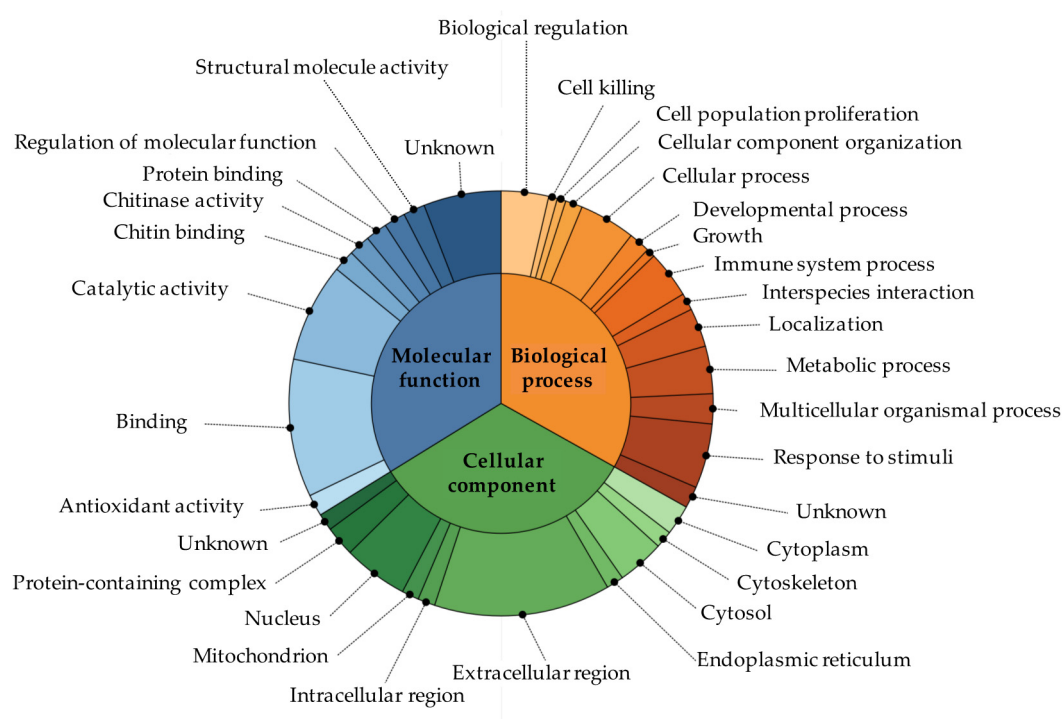 Biological regulation
Structural molecule activity
Cell killing
Cell population proliferation
Regulation of molecular function
Unknown
Cellular component organization
Protein binding
Cellular process
Chitinase activity
Developmental process
Chitin binding
Growth
Immune system process
Catalytic activity
Interspecies interaction
Localization
Molecular
function
Biological
process
Metabolic process
Binding
Multicellular organismal process
Cellular
component
Response to stimuli
Antioxidant activity
Unknown
Unknown
Cytoplasm
Protein-containing complex
Cytoskeleton
Nucleus
Cytosol
Mitochondrion
Endoplasmic reticulum
Extracellular region
Intracellular region